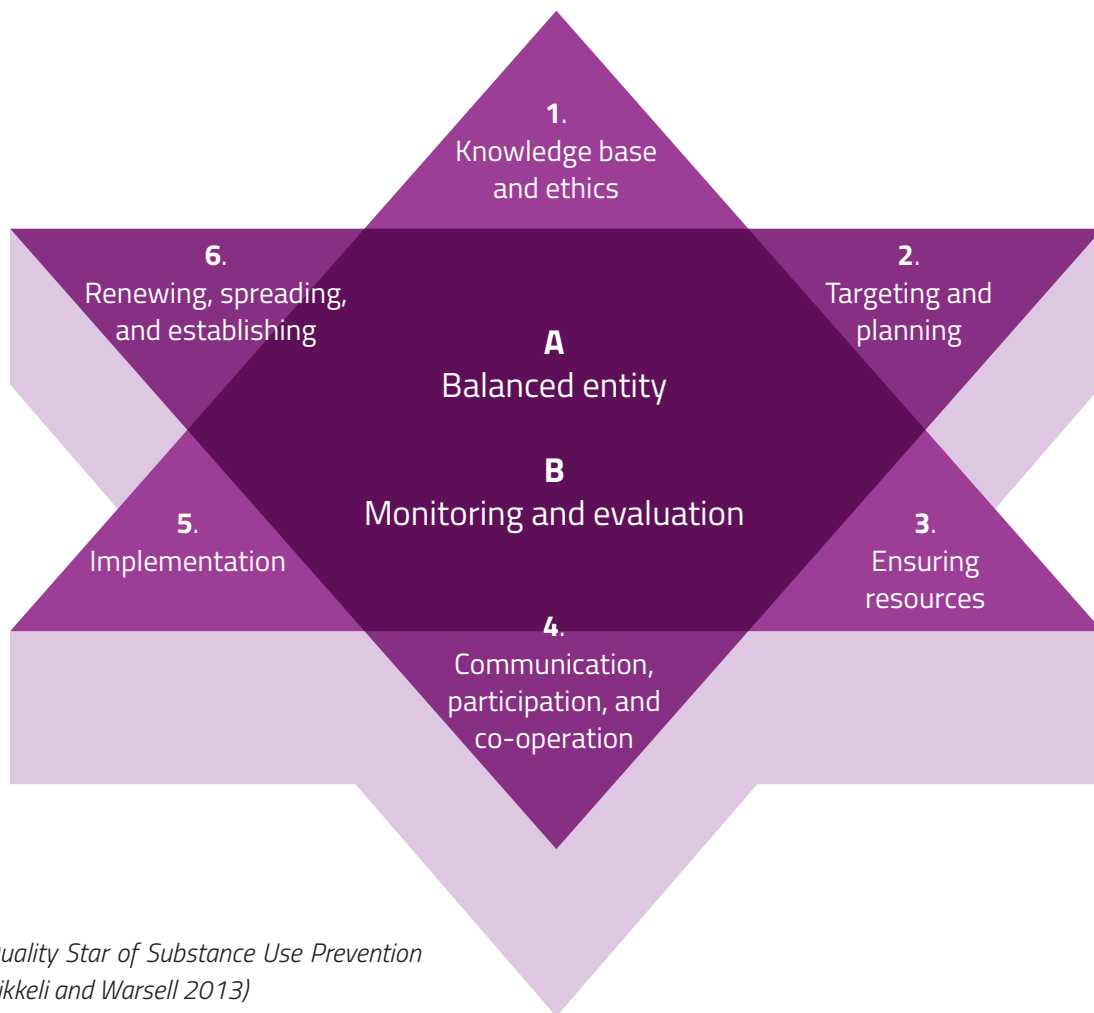 1.
Knowledge base
and ethics
2.
Targeting and
planning
3.
Ensuring
resources
4.
Communication,
participation, and
co-operation
5.
Implementation
6.
Renewing, spreading,
and establishing
A
Balanced entity
B
Monitoring and evaluation
Star of Substance Use Prevention
and Warsell 2013)